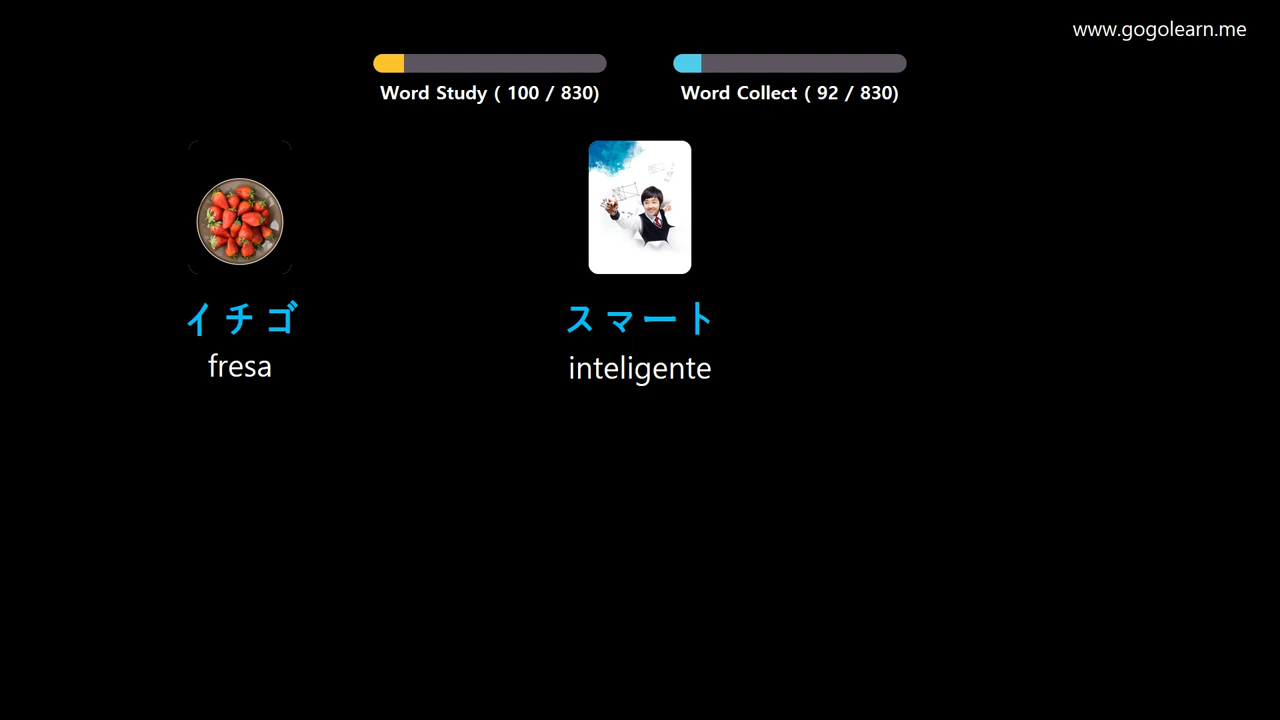 www.gogolearn.me
Word Study ( 100 / 830)
Word Collect ( 92 / 830)
イチゴ
fresa
スマート
inteligente